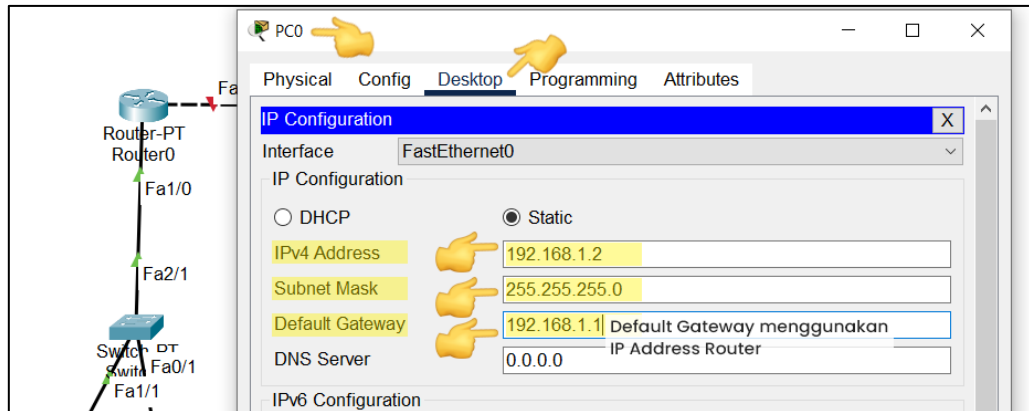 PC0
Physical Config Desktop Programming Attributes
Fa
IP Configuration
X
Router-PT
Router0
Interface FastEthernet0
Fa1/0
IP Configuration
DHCP Static
IPv4 Address 192.168.1.2
Fa2/1
Subnet Mask 255.255.255.0
Default Gateway 192.168.1.1
Default Gateway menggunakan
IP Address Router
Switch-PT
DNS Server 0.0.0.0
Fa0/1
Fa1/1
IPv6 Configuration